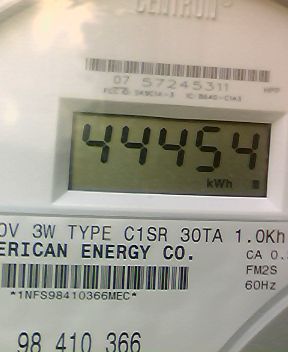 CENTRON®
07 57245311
44454
kWh
0V 3W TYPE C1SR 30TA 1.0Kh
ERICAN ENERGY CO.
CA 0.
FM2S
*1NFS98410366MEC*
60Hz
98 410 366